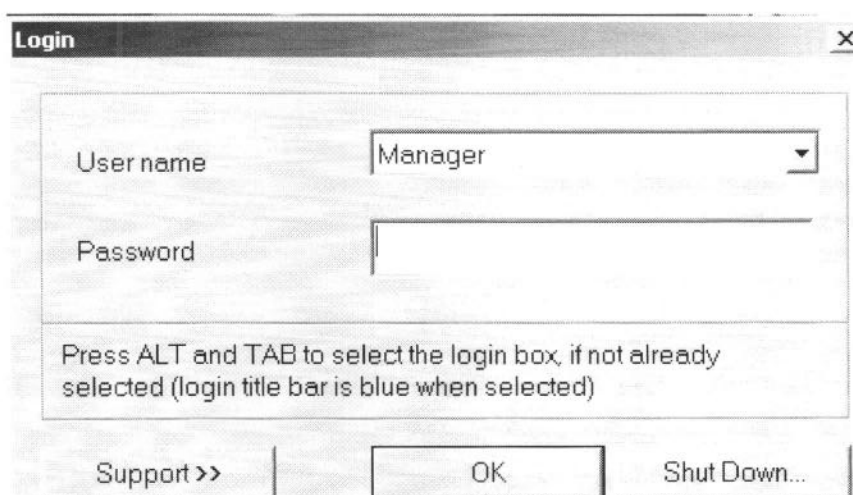 Login
User name
Manager
Password
Press ALT and TAB to select the login box, if not already
selected (login title bar is blue when selected)
Support >>
OK
Shut Down...